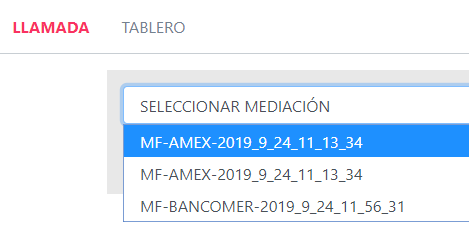 LLAMADA TABLERO
SELECCIONAR MEDIACIÓN
MF-AMEX-2019_9_24_11_13_34
MF-AMEX-2019_9_24_11_13_34
MF-BANCOMER-2019_9_24_11_56_31